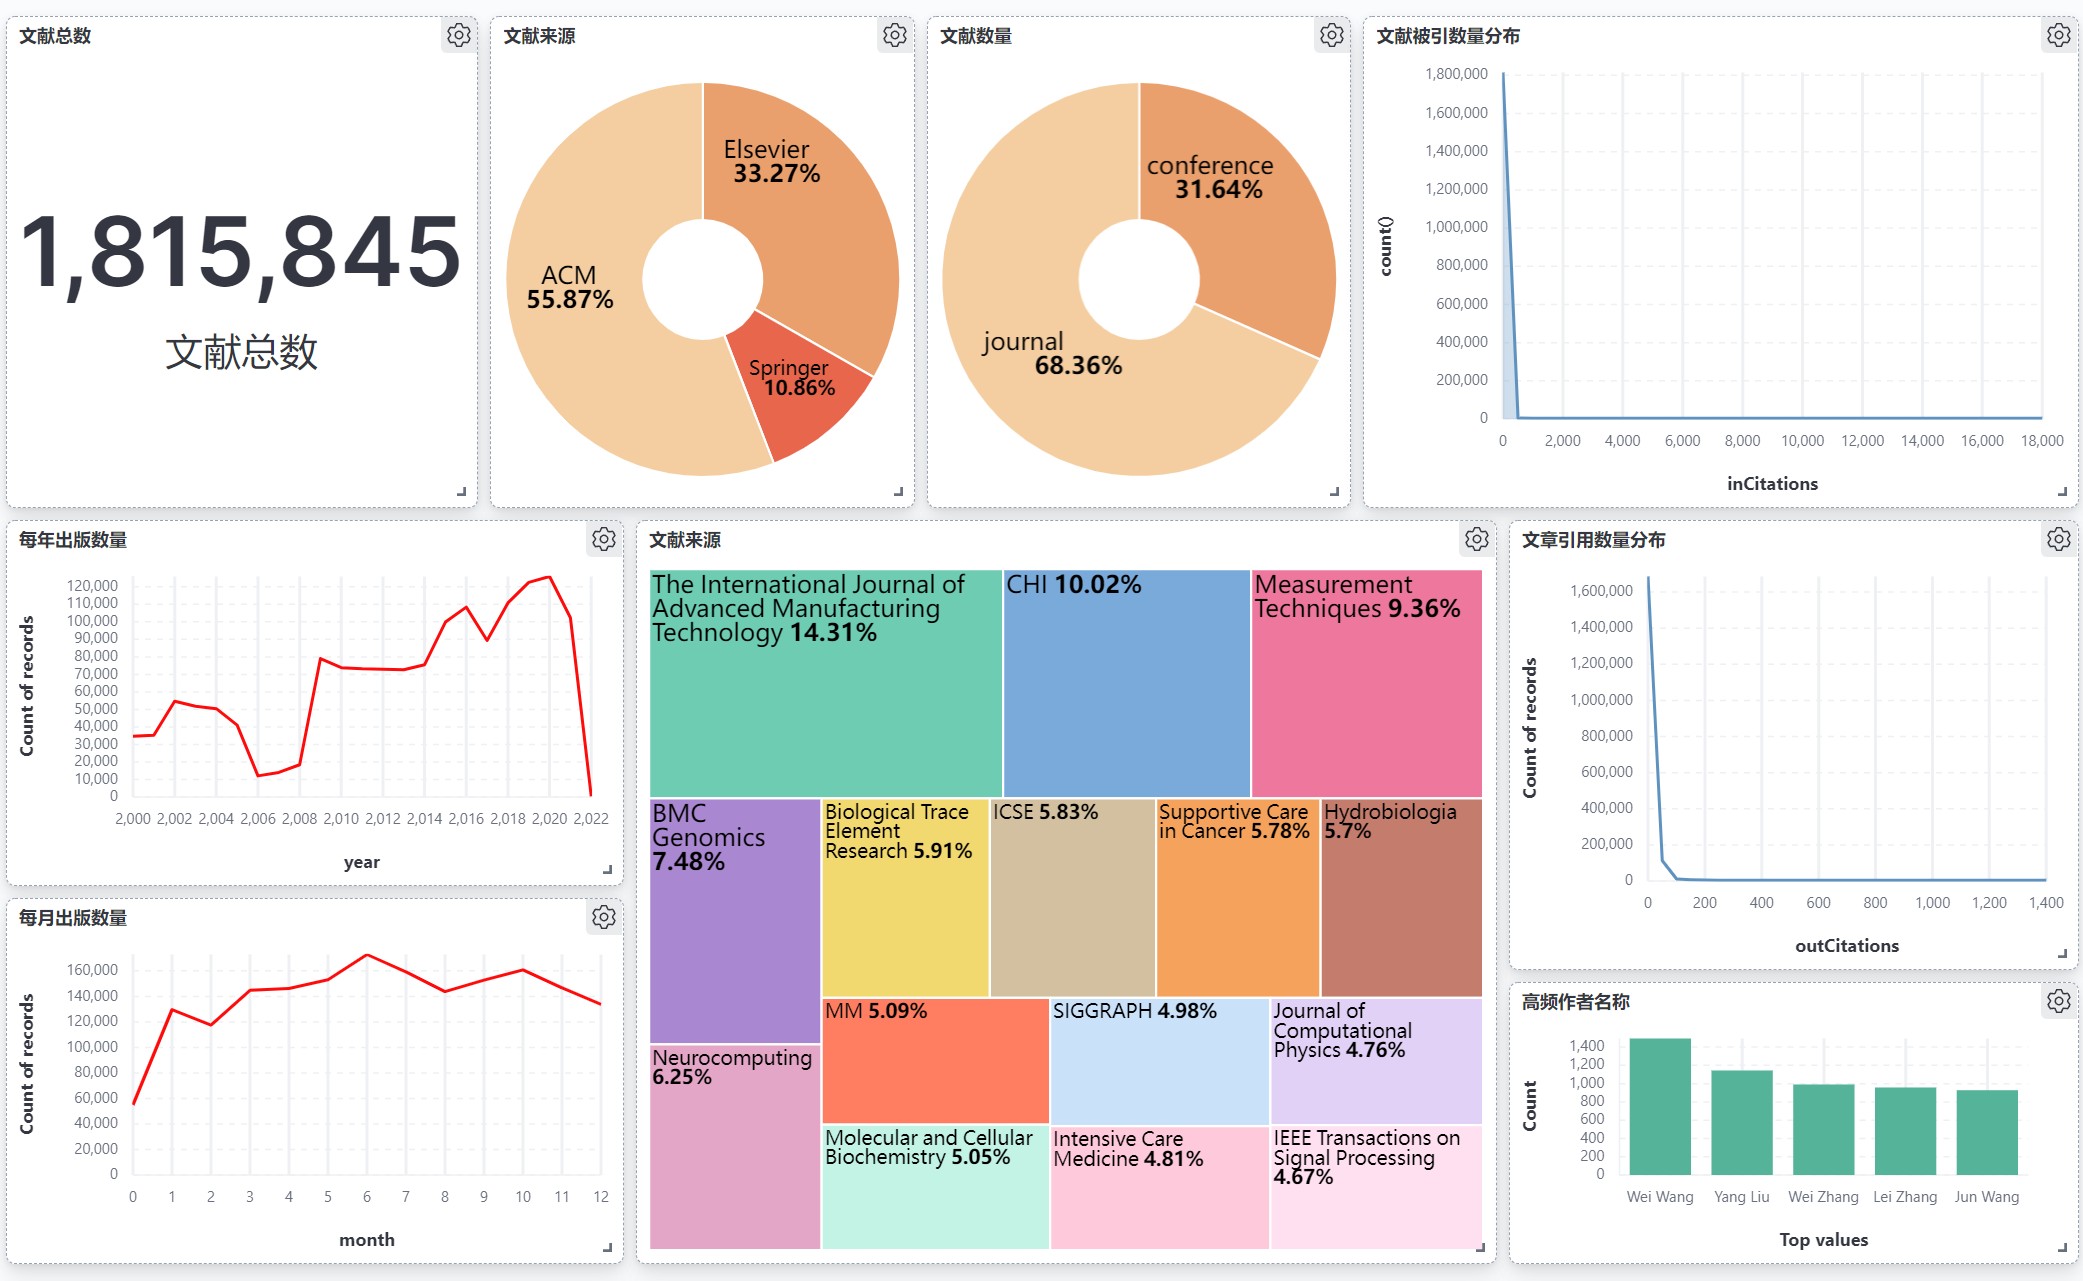 文献总数
1,815,845
文献总数
文献来源
Elsevier
33.27%
ACM
55.87%
Springer
10.86%
文献数量
conference
31.64%
journal
68.36%
文献被引数量分布
count()
1,800,000
1,600,000
1,400,000
1,200,000
1,000,000
800,000
600,000
400,000
200,000
0
0 2,000 4,000 6,000 8,000 10,000 12,000 14,000 16,000 18,000
inCitations
每年出版数量
Count of records
120,000
110,000
100,000
90,000
80,000
70,000
60,000
50,000
40,000
30,000
20,000
10,000
0
2,000 2,002 2,004 2,006 2,008 2,010 2,012 2,014 2,016 2,018 2,020 2,022
year
每月出版数量
Count of records
160,000
140,000
120,000
100,000
80,000
60,000
40,000
20,000
0
0 1 2 3 4 5 6 7 8 9 10 11 12
month
文献来源
The International Journal of
Advanced Manufacturing
Technology 14.31%
CHI 10.02%
Measurement
Techniques 9.36%
BMC
Genomics
7.48%
Biological Trace
Element
Research 5.91%
ICSE 5.83%
Supportive Care
in Cancer 5.78%
Hydrobiologia
5.7%
Neurocomputing
6.25%
MM 5.09%
SIGGRAPH 4.98%
Journal of
Computational
Physics 4.76%
Molecular and Cellular
Biochemistry 5.05%
Intensive Care
Medicine 4.81%
IEEE Transactions on
Signal Processing
4.67%
文章引用数量分布
Count of records
1,600,000
1,400,000
1,200,000
1,000,000
800,000
600,000
400,000
200,000
0
0 200 400 600 800 1,000 1,200 1,400
outCitations
高频作者名称
Count
1,400
1,200
1,000
800
600
400
200
0
Wei Wang Yang Liu Wei Zhang Lei Zhang Jun Wang
Top values